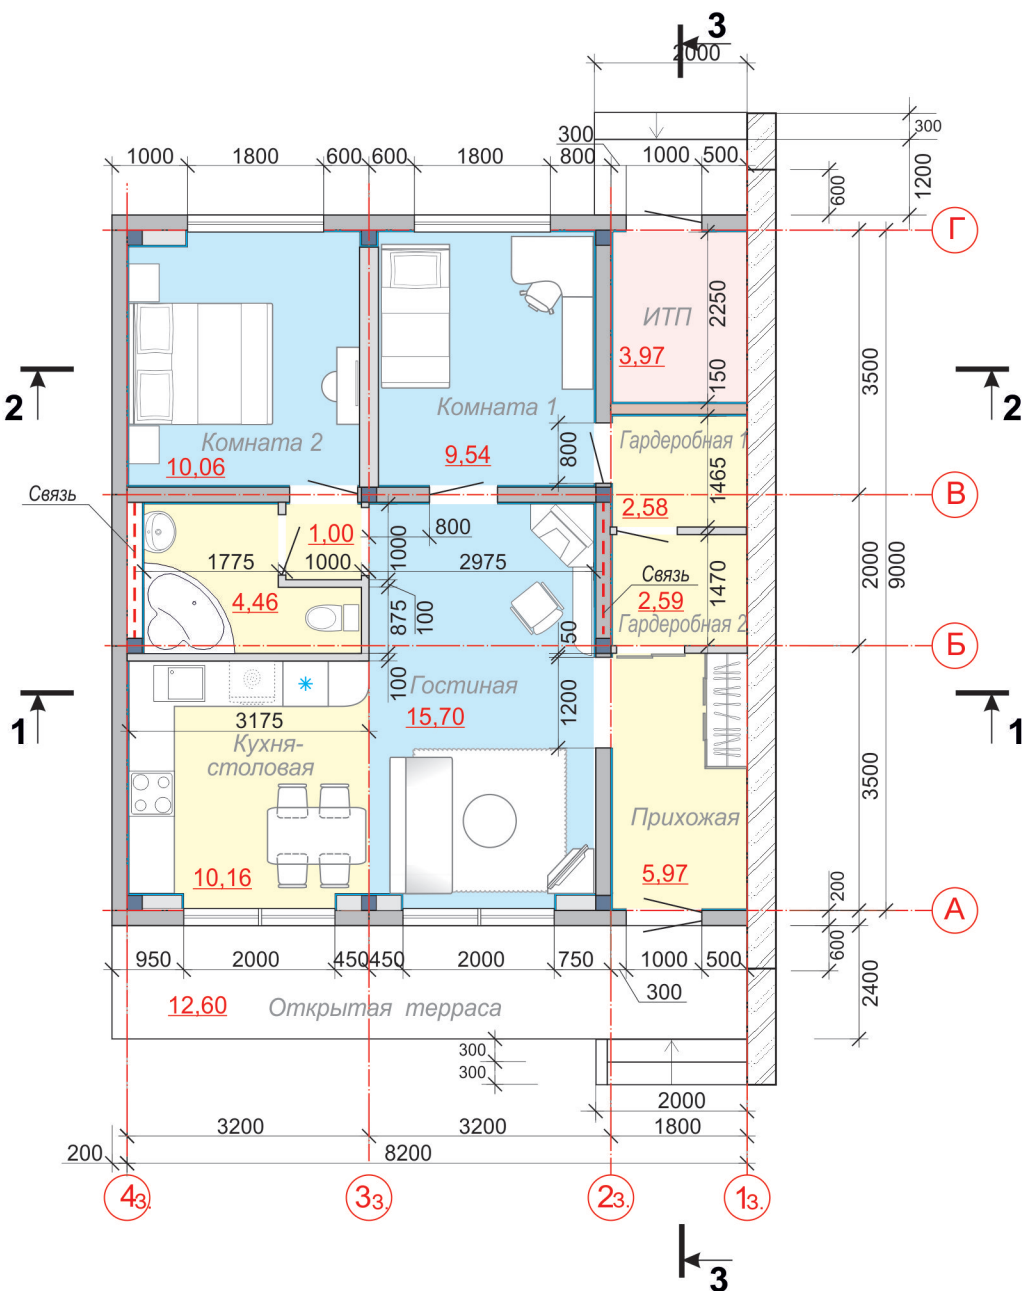 3
2000
300
300
1000 1800 600 600 1800 800 1000 500
600
1200
Г
ИТП
3,97
2250
150
3500
2
2
Комната 2
10,06
Комната 1
9,54
800
Гардеробная 1
2,58
1465
Связь
В
1,00
1000
800
1775 1000 2975
4,46
875
100
Связь
2,59
Гардеробная 2
1470
2000
9000
50
Б
100
Гостиная
15,70
1200
1
1
3175
Кухня-
столовая
10,16
Прихожая
5,97
3500
200
А
950 2000 450 450 2000 750 1000 500
300
600
2400
12,60
Открытая терраса
300
300
2000
3200 3200 1800
200 8200
4з.
3з.
2з.
1з.
3